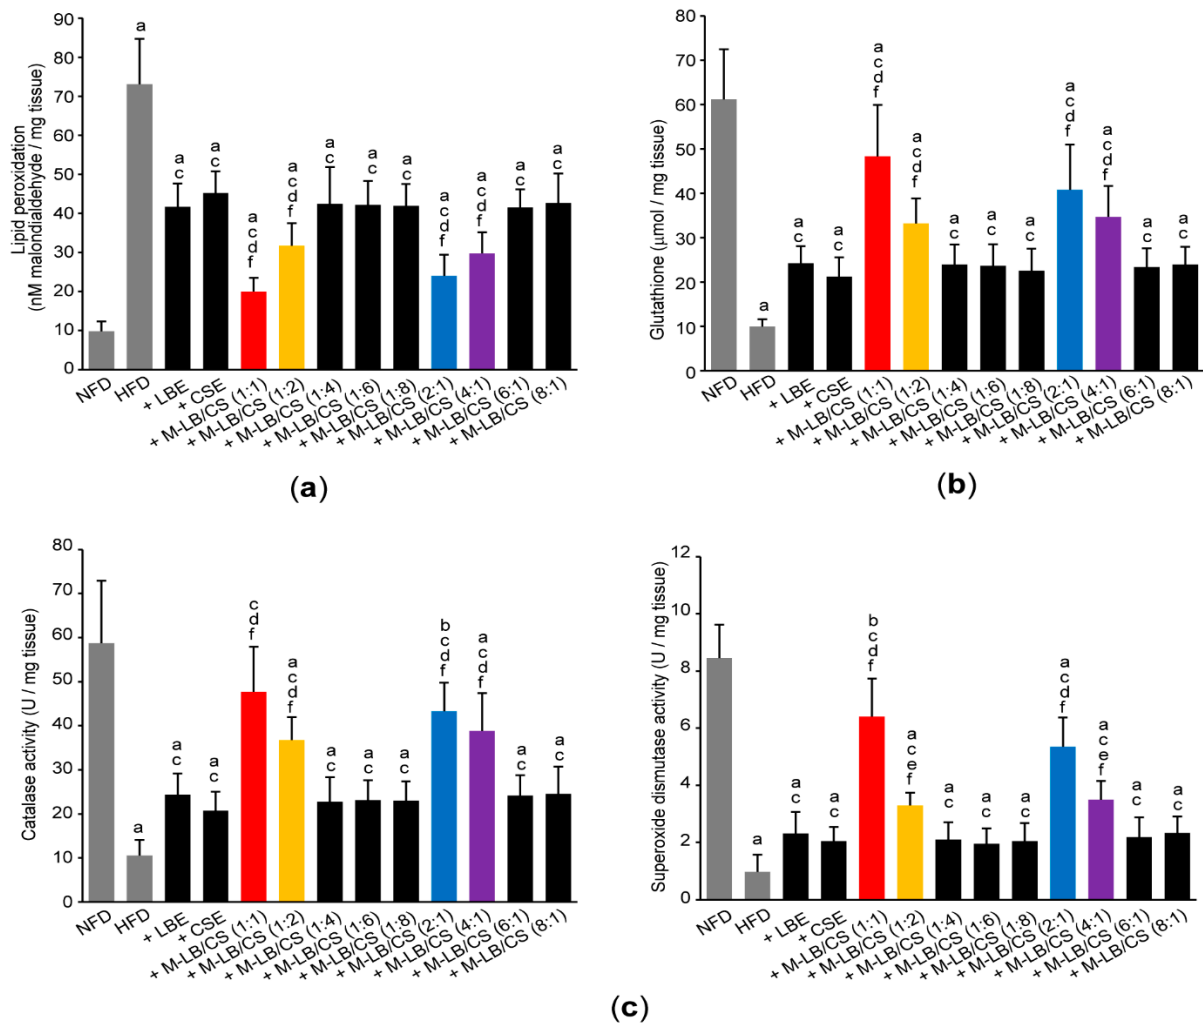 Lipid peroxidation
(nM malondialdehyde / mg tissue)
90
80
70
60
50
40
30
20
10
0
a
a
c
a
c
a
c
d
f
a
c
d
f
a
c
a
c
a
c
a
c
d
f
a
c
d
f
a
c
a
c
NFD
HFD
+ LBE
+ CSE
+ M-LB/CS (1:1)
+ M-LB/CS (1:2)
+ M-LB/CS (1:4)
+ M-LB/CS (1:6)
+ M-LB/CS (1:8)
+ M-LB/CS (2:1)
+ M-LB/CS (4:1)
+ M-LB/CS (6:1)
+ M-LB/CS (8:1)
(a)
Glutathione (μmol / mg tissue)
80
70
60
50
40
30
20
10
0
a
a
c
a
c
a
c
d
f
a
c
d
f
a
c
a
c
a
c
a
c
d
f
a
c
d
f
a
c
a
c
NFD
HFD
+ LBE
+ CSE
+ M-LB/CS (1:1)
+ M-LB/CS (1:2)
+ M-LB/CS (1:4)
+ M-LB/CS (1:6)
+ M-LB/CS (1:8)
+ M-LB/CS (2:1)
+ M-LB/CS (4:1)
+ M-LB/CS (6:1)
+ M-LB/CS (8:1)
(b)
Catalase activity (U / mg tissue)
80
70
60
50
40
30
20
10
0
a
a
c
a
c
c
d
f
a
c
d
f
a
c
a
c
a
c
b
c
d
f
a
c
d
f
a
c
a
c
NFD
HFD
+ LBE
+ CSE
+ M-LB/CS (1:1)
+ M-LB/CS (1:2)
+ M-LB/CS (1:4)
+ M-LB/CS (1:6)
+ M-LB/CS (1:8)
+ M-LB/CS (2:1)
+ M-LB/CS (4:1)
+ M-LB/CS (6:1)
+ M-LB/CS (8:1)
Superoxide dismutase activity (U / mg tissue)
12
10
8
6
4
2
0
a
a
c
a
c
b
c
d
f
a
c
e
f
a
c
a
c
a
c
a
c
d
f
a
c
e
f
a
c
a
c
NFD
HFD
+ LBE
+ CSE
+ M-LB/CS (1:1)
+ M-LB/CS (1:2)
+ M-LB/CS (1:4)
+ M-LB/CS (1:6)
+ M-LB/CS (1:8)
+ M-LB/CS (2:1)
+ M-LB/CS (4:1)
+ M-LB/CS (6:1)
+ M-LB/CS (8:1)
(c)